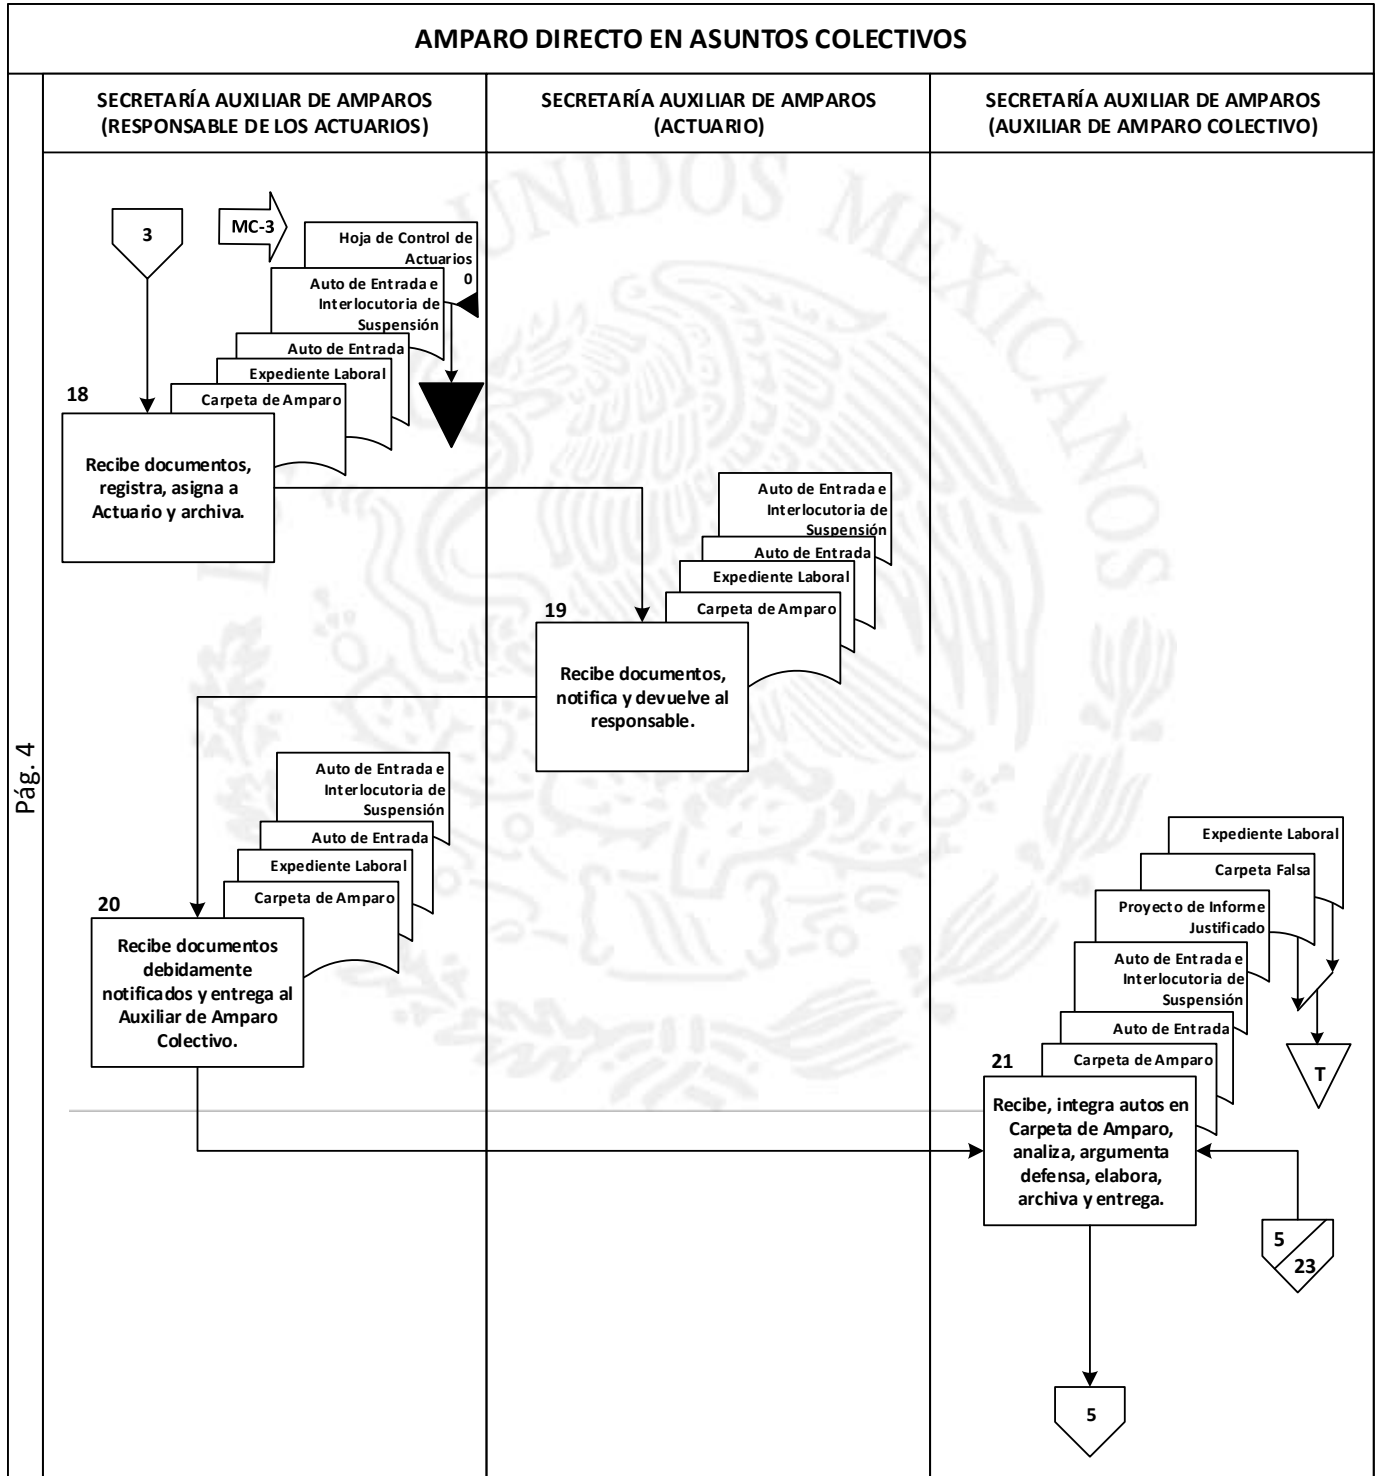 AMPARO DIRECTO EN ASUNTOS COLECTIVOS
SECRETARÍA AUXILIAR DE AMPAROS
(RESPONSABLE DE LOS ACTUARIOS)
SECRETARÍA AUXILIAR DE AMPAROS
(ACTUARIO)
SECRETARÍA AUXILIAR DE AMPAROS
(AUXILIAR DE AMPARO COLECTIVO)
Pág. 4
UNIDOS MEXICANOS
3
MC-3
Hoja de Control de
Actuarios
0
Auto de Entrada e
Interlocutoria de
Suspensión
Auto de Entrada
Expediente Laboral
Carpeta de Amparo
18
Recibe documentos,
registra, asigna a
Actuario y archiva.
Auto de Entrada e
Interlocutoria de
Suspensión
Auto de Entrada
Expediente Laboral
Carpeta de Amparo
19
Recibe documentos,
notifica y devuelve al
responsable.
Auto de Entrada e
Interlocutoria de
Suspensión
Auto de Entrada
Expediente Laboral
Carpeta de Amparo
20
Recibe documentos
debidamente
notificados y entrega al
Auxiliar de Amparo
Colectivo.
Expediente Laboral
Carpeta Falsa
Proyecto de Informe
Justificado
Auto de Entrada e
Interlocutoria de
Suspensión
Auto de Entrada
Carpeta de Amparo
T
21
Recibe, integra autos en
Carpeta de Amparo,
analiza, argumenta
defensa, elabora,
archiva y entrega.
5
23
5